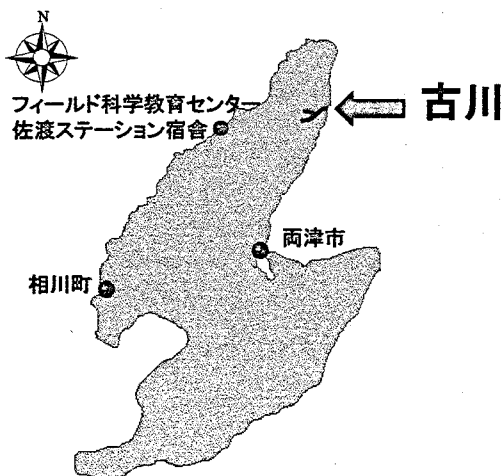 N
フィールド科学教育センター
佐渡ステーション宿舎
古川
両津市
相川町